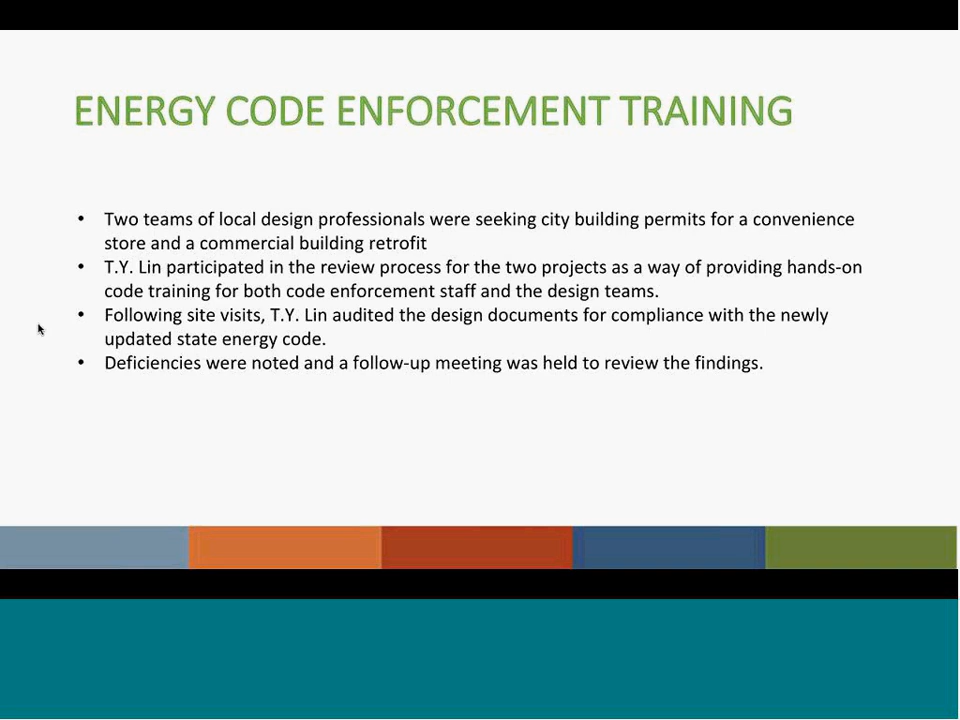 ENERGY CODE ENFORCEMENT TRAINING
• Two teams of local design professionals were seeking city building permits for a convenience
store and a commercial building retrofit
• T.Y. Lin participated in the review process for the two projects as a way of providing hands-on
code training for both code enforcement staff and the design teams.
• Following site visits, T.Y. Lin audited the design documents for compliance with the newly
updated state energy code.
• Deficiencies were noted and a follow-up meeting was held to review the findings.